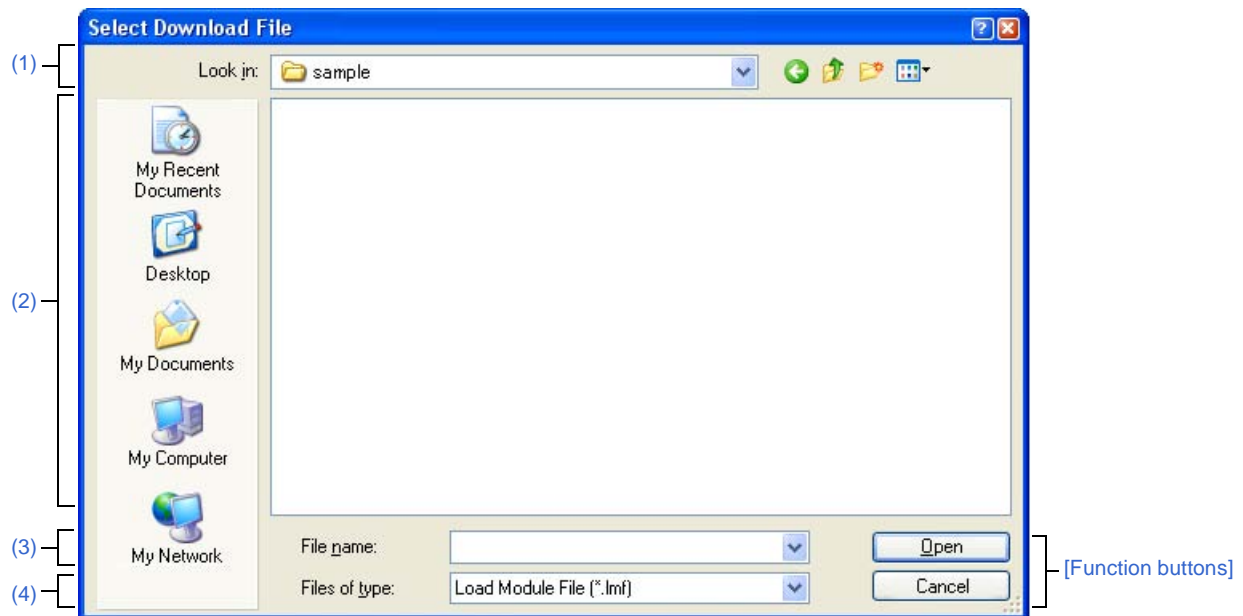 Select Download File
(1)
Look in:
sample
(2)
My Recent
Documents
Desktop
My Documents
My Computer
My Network
(3)
File name:
Open
[Function buttons]
(4)
Files of type:
Load Module File (*.lmf)
Cancel